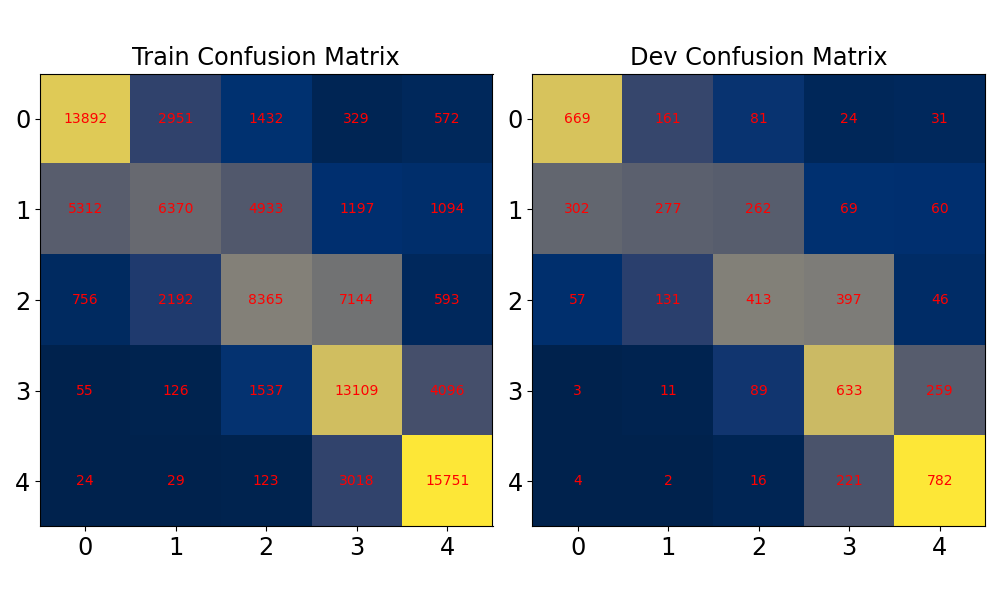 Train Confusion Matrix Dev Confusion Matrix
0 13892 2951 1432 329 572 0 669 161 81 24 31
1 5312 6370 4933 1197 1094 1 302 277 262 69 60
2 756 2192 8365 7144 593 2 57 131 413 397 46
3 55 126 1537 13109 3 3 11 89 633 259
4 24 29 123 3018 15751 4 4 2 16 221 782
0 1 2 3 4 0 1 2 3 4